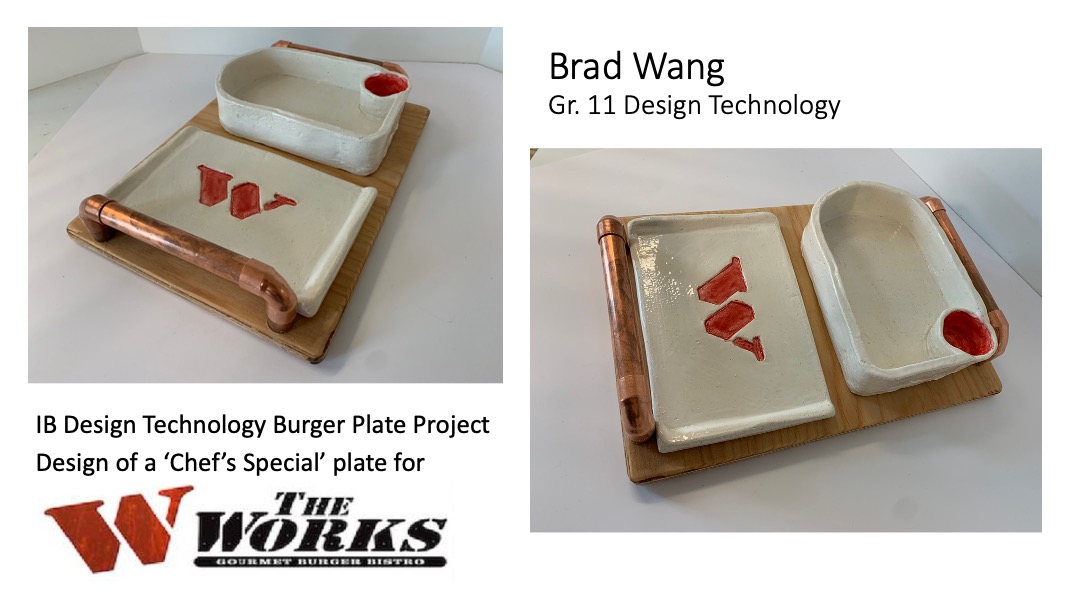 Brad Wang
Gr. 11 Design Technology
W
W
IB Design Technology Burger Plate Project
Design of a ‘Chef’s Special’ plate for
W THE WORKS
GOURMET BURGER BISTRO